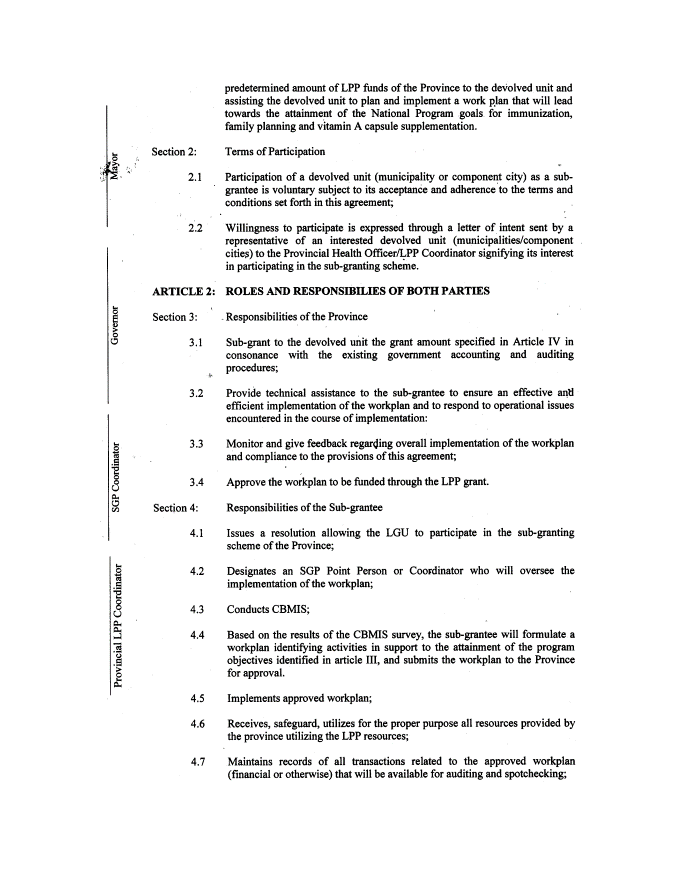 predetermined amount of LPP funds of the Province to the devolved unit and
assisting the devolved unit to plan and implement a work plan that will lead
towards the attainment of the National Program goals for immunization,
family planning and vitamin A capsule supplementation.
Section 2: Terms of Participation
2.1 Participation of a devolved unit (municipality or component city) as a sub-
grantee is voluntary subject to its acceptance and adherence to the terms and
conditions set forth in this agreement;
2.2 Willingness to participate is expressed through a letter of intent sent by a
representative of an interested devolved unit (municipalities/component
cities) to the Provincial Health Officer/LPP Coordinator signifying its interest
in participating in the sub-granting scheme.
ARTICLE 2: ROLES AND RESPONSIBILIES OF BOTH PARTIES
Section 3: Responsibilities of the Province
3.1 Sub-grant to the devolved unit the grant amount specified in Article IV in
consonance with the existing government accounting and auditing
procedures;
3.2 Provide technical assistance to the sub-grantee to ensure an effective and
efficient implementation of the workplan and to respond to operational issues
encountered in the course of implementation:
3.3 Monitor and give feedback regarding overall implementation of the workplan
and compliance to the provisions of this agreement;
3.4 Approve the workplan to be funded through the LPP grant.
Section 4: Responsibilities of the Sub-grantee
4.1 Issues a resolution allowing the LGU to participate in the sub-granting
scheme of the Province;
4.2 Designates an SGP Point Person or Coordinator who will oversee the
implementation of the workplan;
4.3 Conducts CBMIS;
4.4 Based on the results of the CBMIS survey, the sub-grantee will formulate a
workplan identifying activities in support to the attainment of the program
objectives identified in article III, and submits the workplan to the Province
for approval.
4.5 Implements approved workplan;
4.6 Receives, safeguard, utilizes for the proper purpose all resources provided by
the province utilizing the LPP resources;
4.7 Maintains records of all transactions related to the approved workplan
(financial or otherwise) that will be available for auditing and spotchecking;
Mayor
Governor
SGP Coordinator
Provincial LPP Coordinator